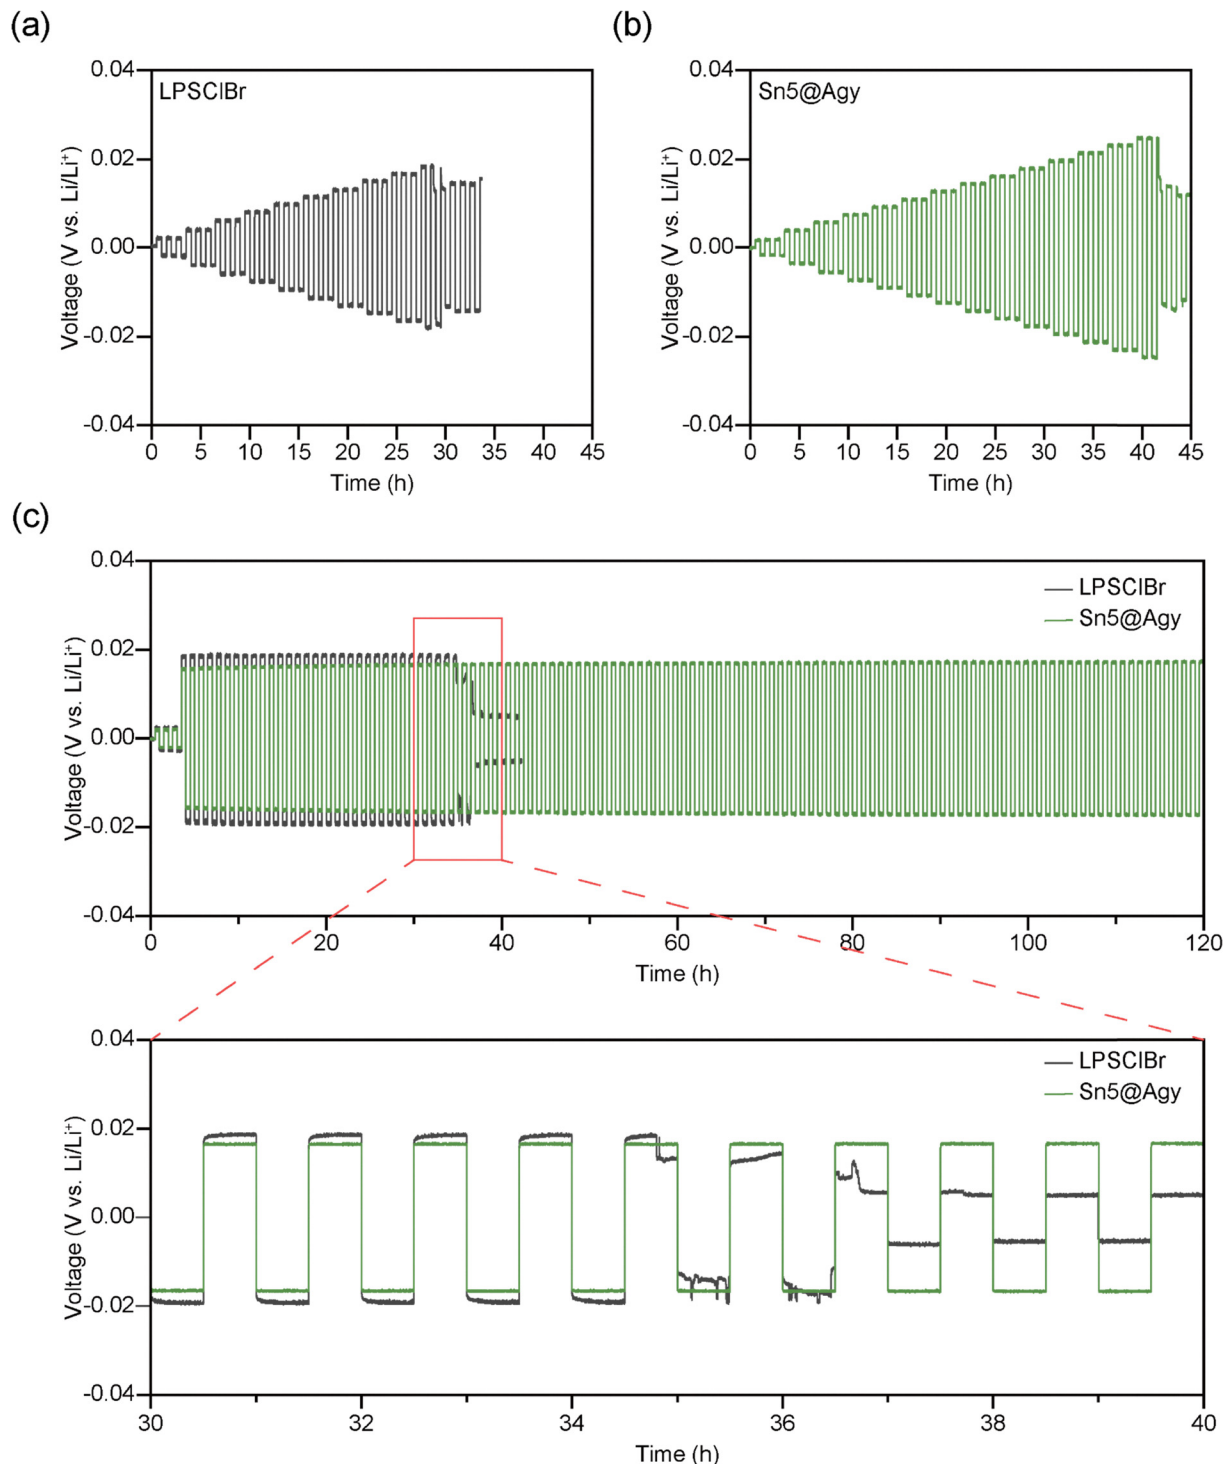 (a)
(b)
0.04
0.02
0.00
-0.02
-0.04
Voltage (V vs. Li/Li⁺)
LPSClBr
0 5 10 15 20 25 30 35 40 45
Time (h)
0.04
0.02
0.00
-0.02
-0.04
Voltage (V vs. Li/Li⁺)
Sn5@Agy
0 5 10 15 20 25 30 35 40 45
Time (h)
(c)
0.04
0.02
0.00
-0.02
-0.04
Voltage (V vs. Li/Li⁺)
LPSClBr
Sn5@Agy
0 20 40 60 80 100 120
Time (h)
0.04
0.02
0.00
-0.02
-0.04
Voltage (V vs. Li/Li⁺)
LPSClBr
Sn5@Agy
30 32 34 36 38 40
Time (h)